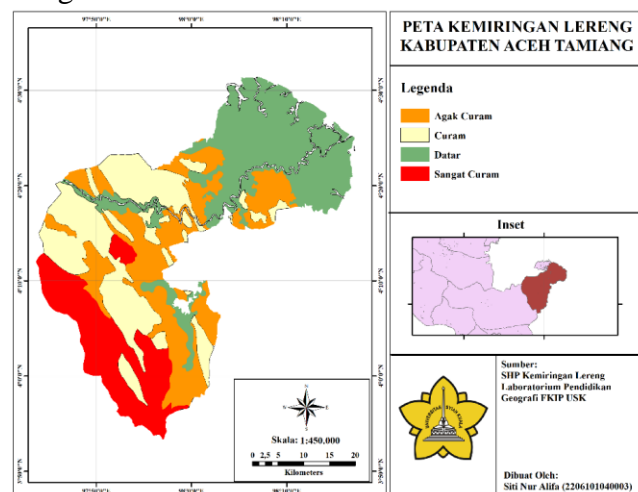 PETA KEMIRINGAN LERENG
KABUPATEN ACEH TAMIANG
Legenda
Agak Curam
Curam
Datar
Sangat Curam
Inset
Skala: 1:450.000
0 2,5 5 10 15 20
Kilometers
Sumber:
SHP Kemiringan Lereng
Laboratorium Pendidikan
Geografi FKIP USK
Dibuat Oleh:
Siti Nur Alifa (2206101040003)